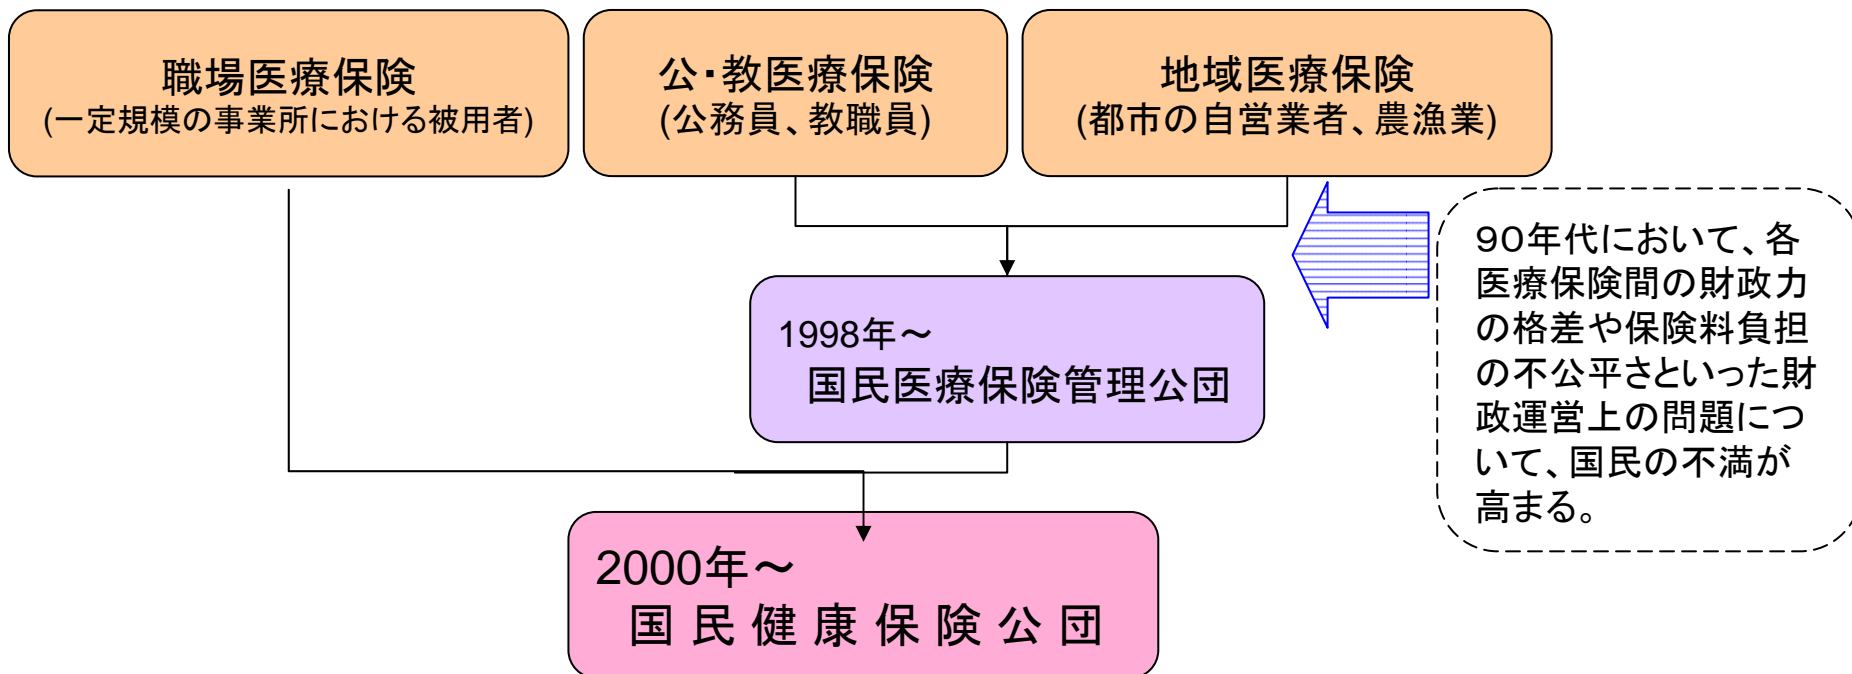 職場医療保険
(一定規模の事業所における被用者)
公・教医療保険
(公務員、教職員)
地域医療保険
(都市の自営業者、農漁業)
1998年～
国民医療保険管理公団
90年代において、各
医療保険間の財政力
の格差や保険料負担
の不公平さといった財
政運営上の問題につ
いて、国民の不満が
高まる。
2000年～
国民健康保険公団